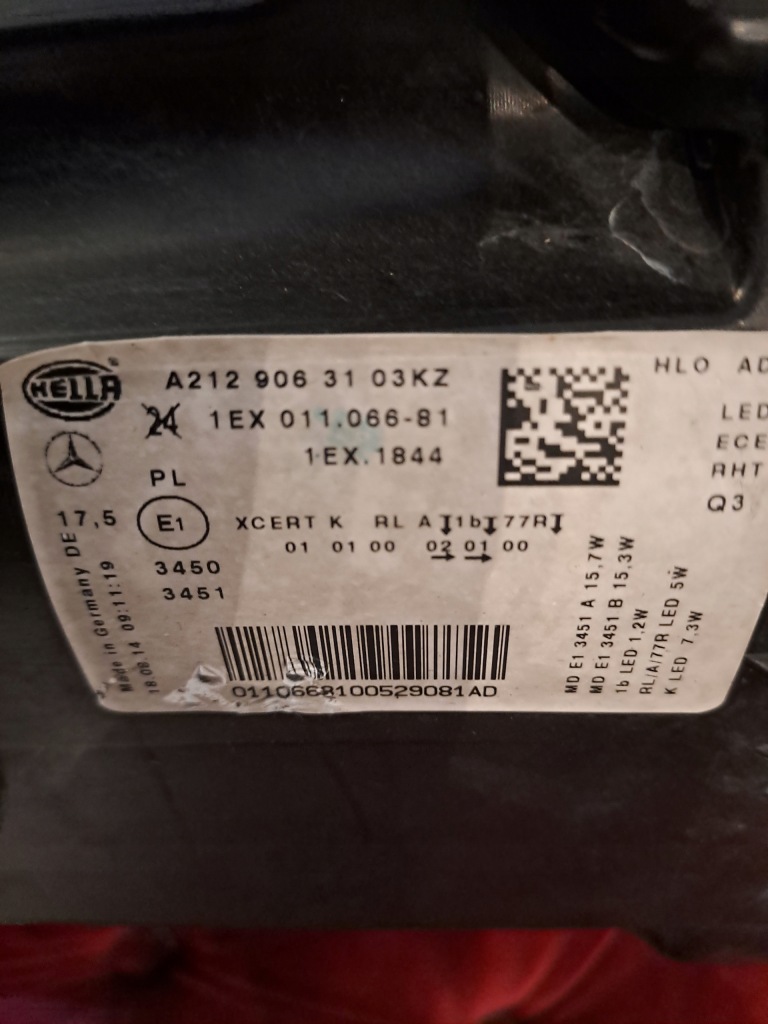 HELLA ®
A212 906 31 03KZ
24 1EX 011.066-81
1EX.1844
PL
17,5 E1 XCERT K RL A 1b 77R
01 01 00 02 01 00
3450
3451
HLO AD
LED
ECE
RHT
Q3
Made in Germany DE
18.08.14 09:11:19
0110668100529081AD
MD E1 3451 A 15,7W
MD E1 3451 B 15,3W
1b LED 1,2W
RL/A/77R LED 5W
K LED 7,3W